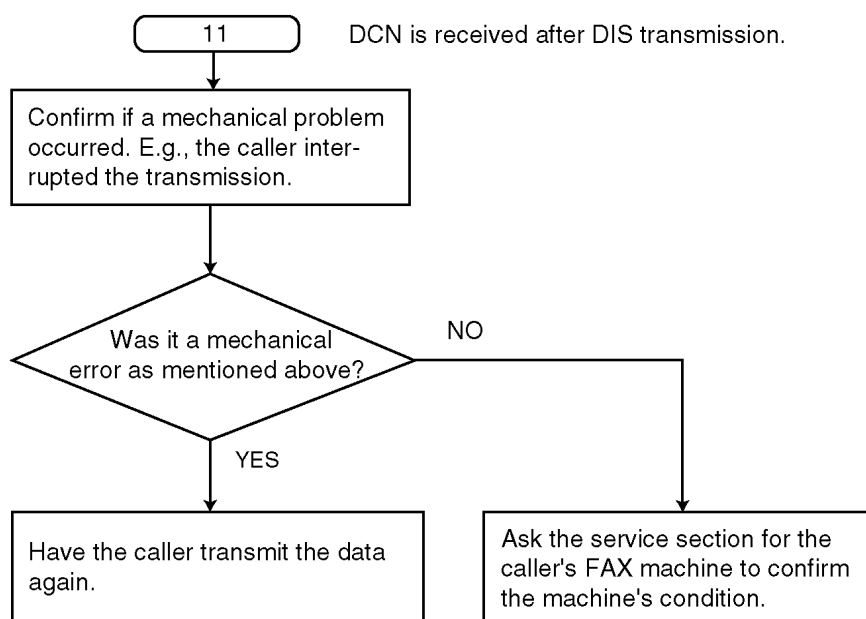 11
DCN is received after DIS transmission.
Confirm if a mechanical problem
occurred. E.g., the caller inter-
rupted the transmission.
Was it a mechanical
error as mentioned above?
NO
YES
Have the caller transmit the data
again.
Ask the service section for the
caller's FAX machine to confirm
the machine's condition.